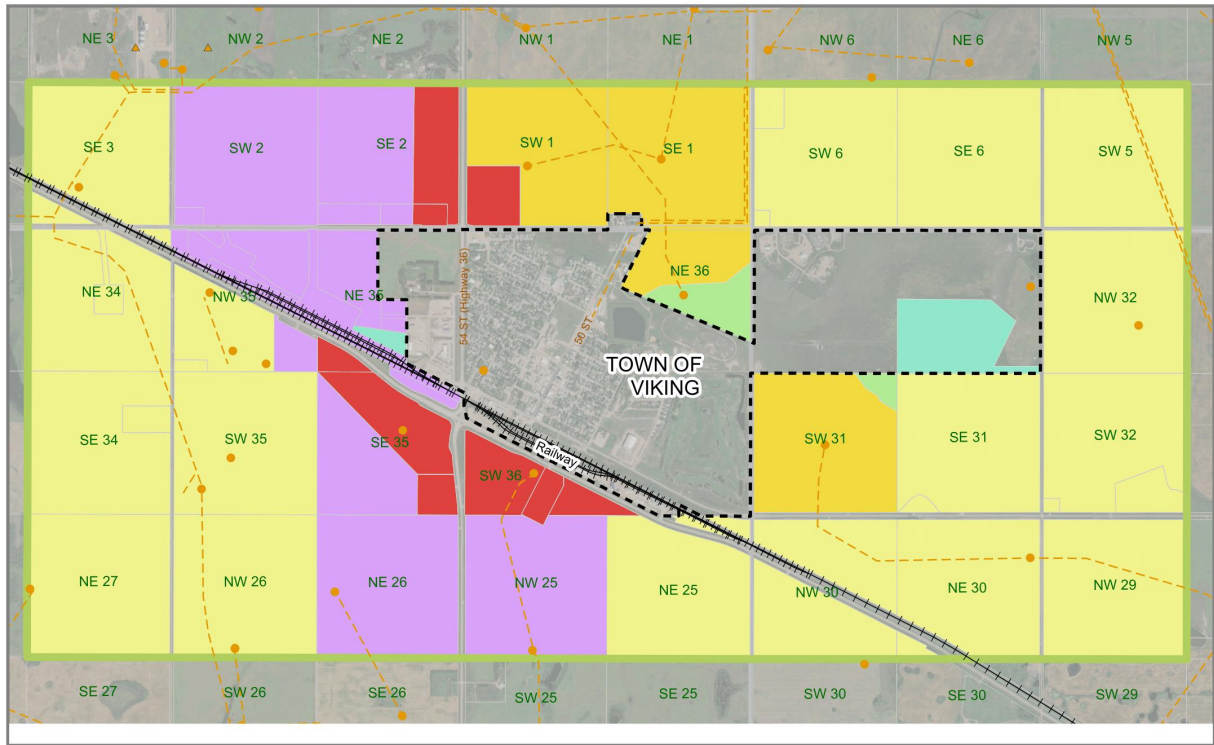 NE 3
NW 2
NE 2
NW 1
NE 1
NW 6
NE 6
NW 5
SE 3
SW 2
SE 2
SW 1
SE 1
SW 6
SE 6
SW 5
NE 34
NW 35
NE 35
54 ST (Highway 36)
50 ST
NE 36
NW 32
TOWN OF
VIKING
SE 34
SW 35
SE 35
SW 36
Railway
SW 31
SE 31
SW 32
NE 27
NW 26
NE 26
NW 25
NE 25
NW 30
NE 30
NW 29
SE 27
SW 26
SE 26
SW 25
SE 25
SW 30
SE 30
SW 29